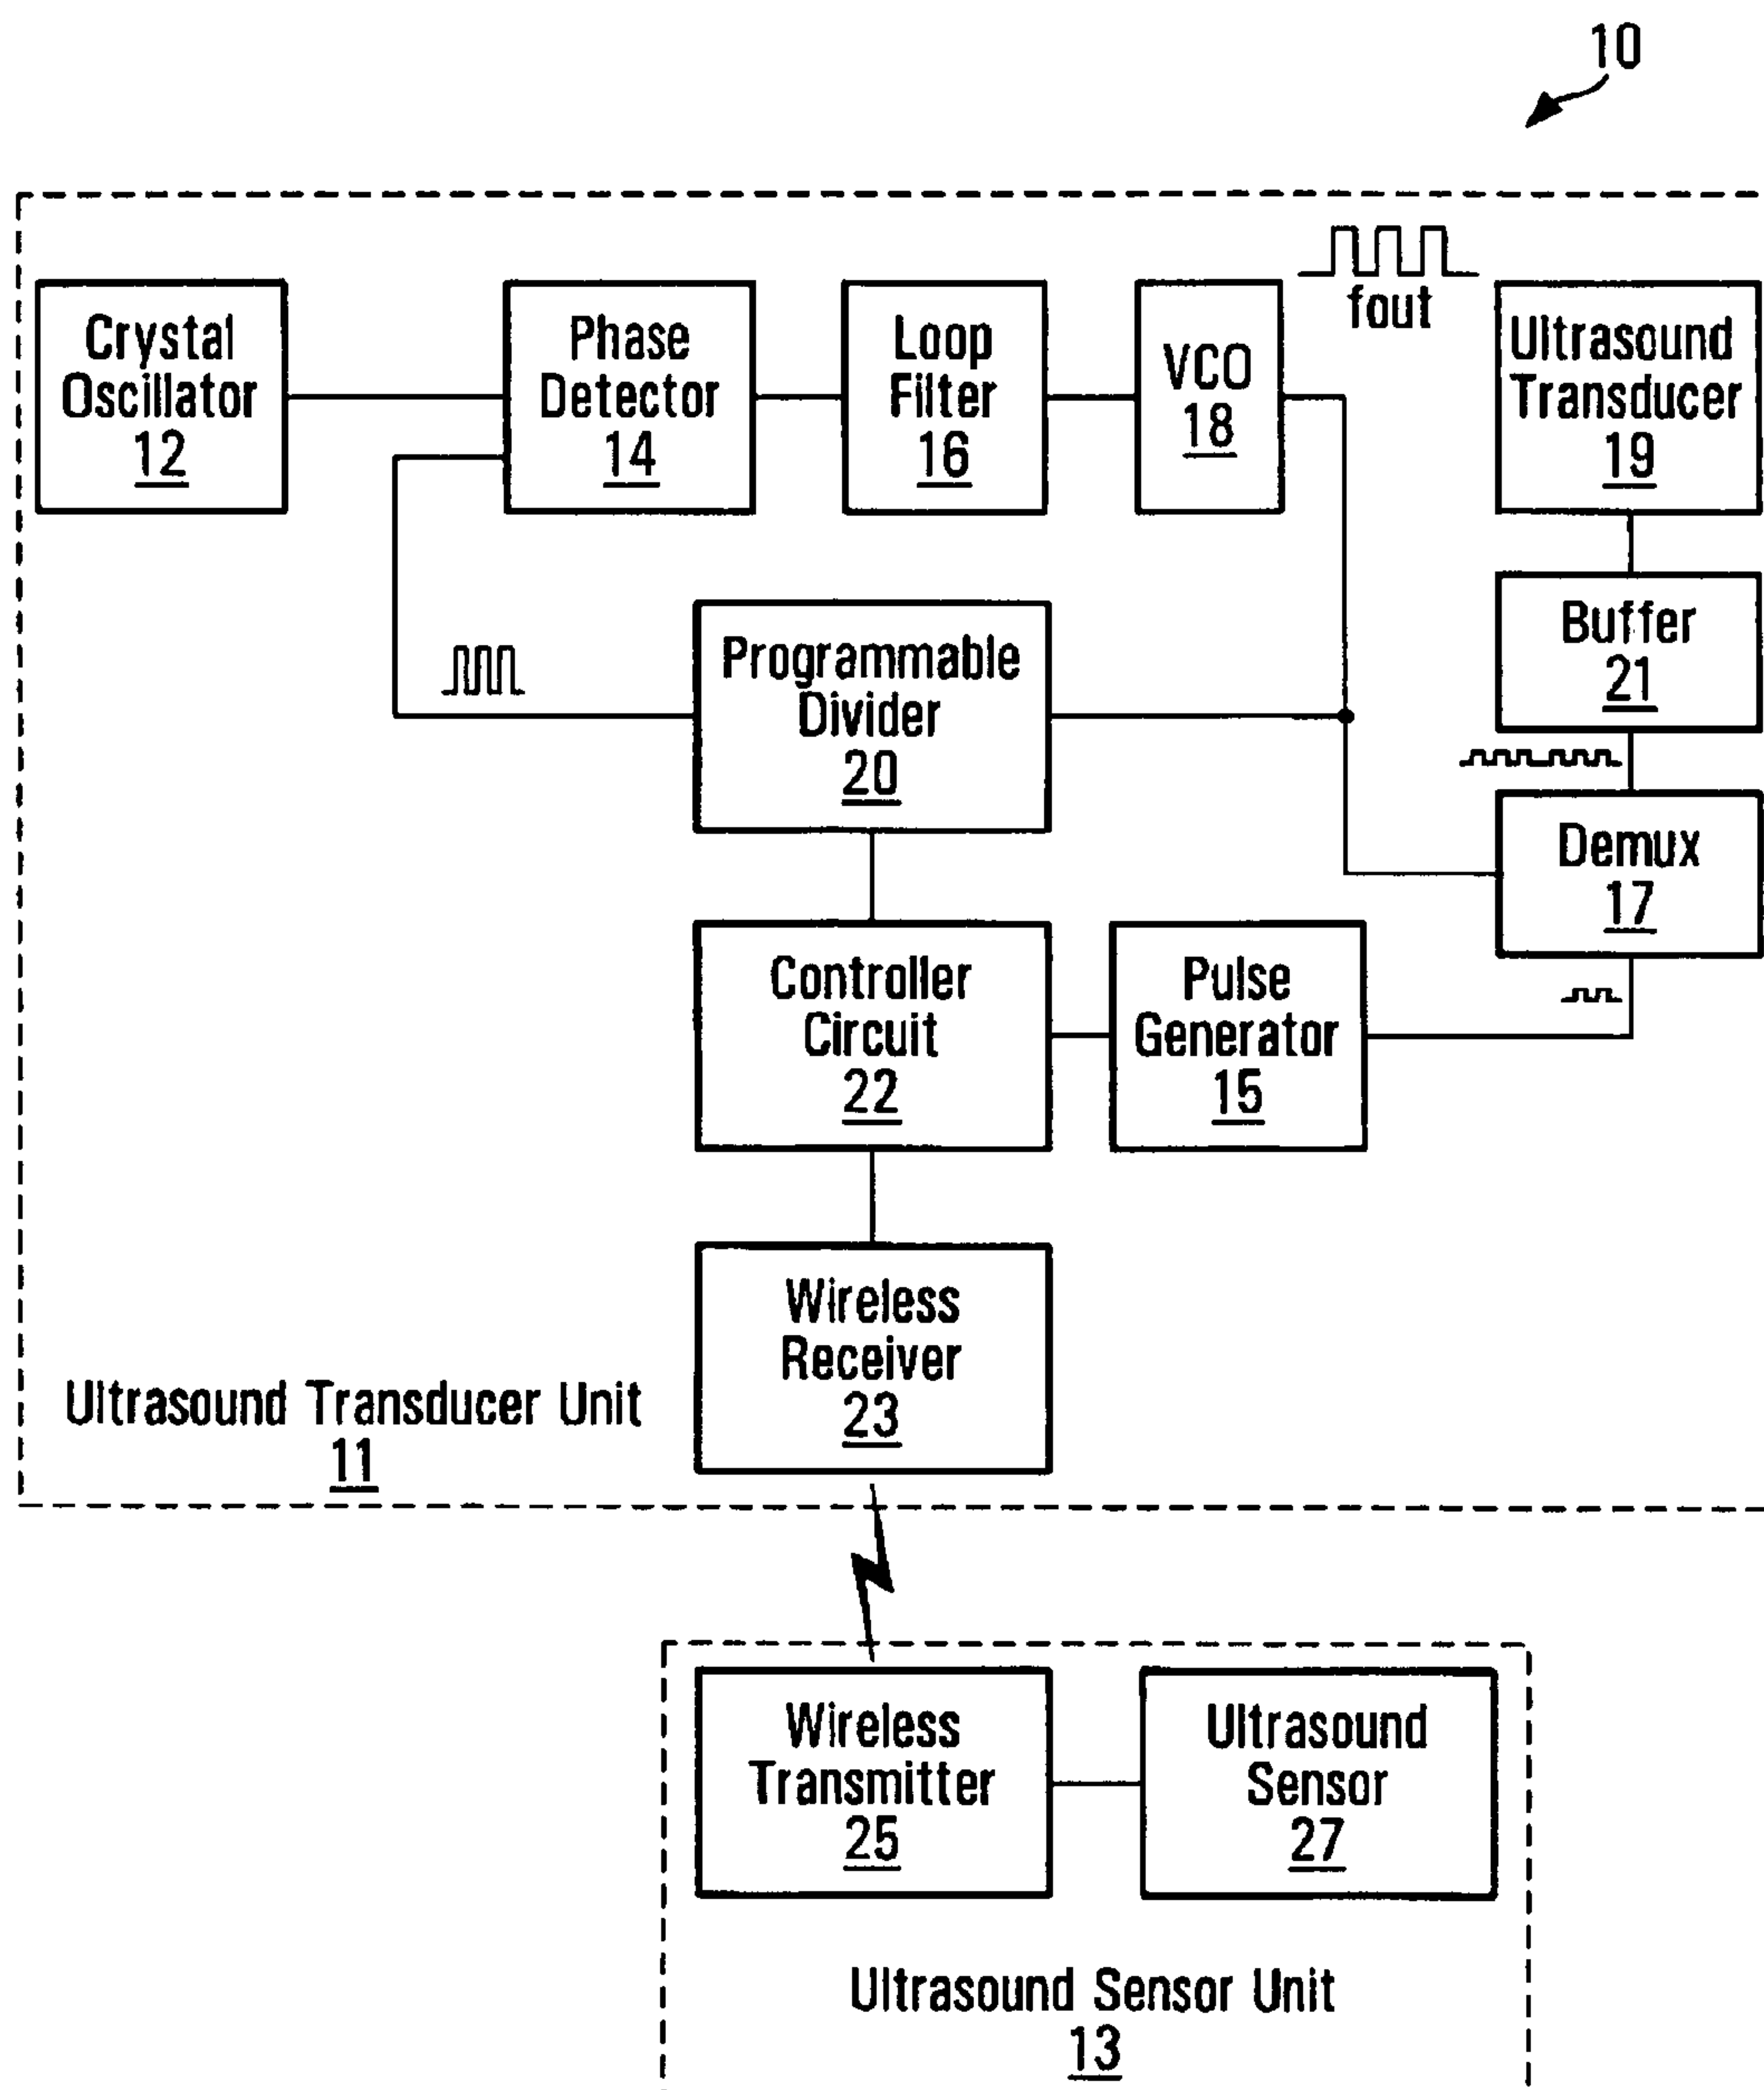 10
Crystal
Oscillator
12
Phase
Detector
14
Loop
Filter
16
VCO
18
fout
Ultrasound
Transducer
19
Programmable
Divider
20
Buffer
21
Demux
17
Controller
Circuit
22
Pulse
Generator
15
Wireless
Receiver
23
Ultrasound Transducer Unit
11
Wireless
Transmitter
25
Ultrasound
Sensor
27
Ultrasound Sensor Unit
13